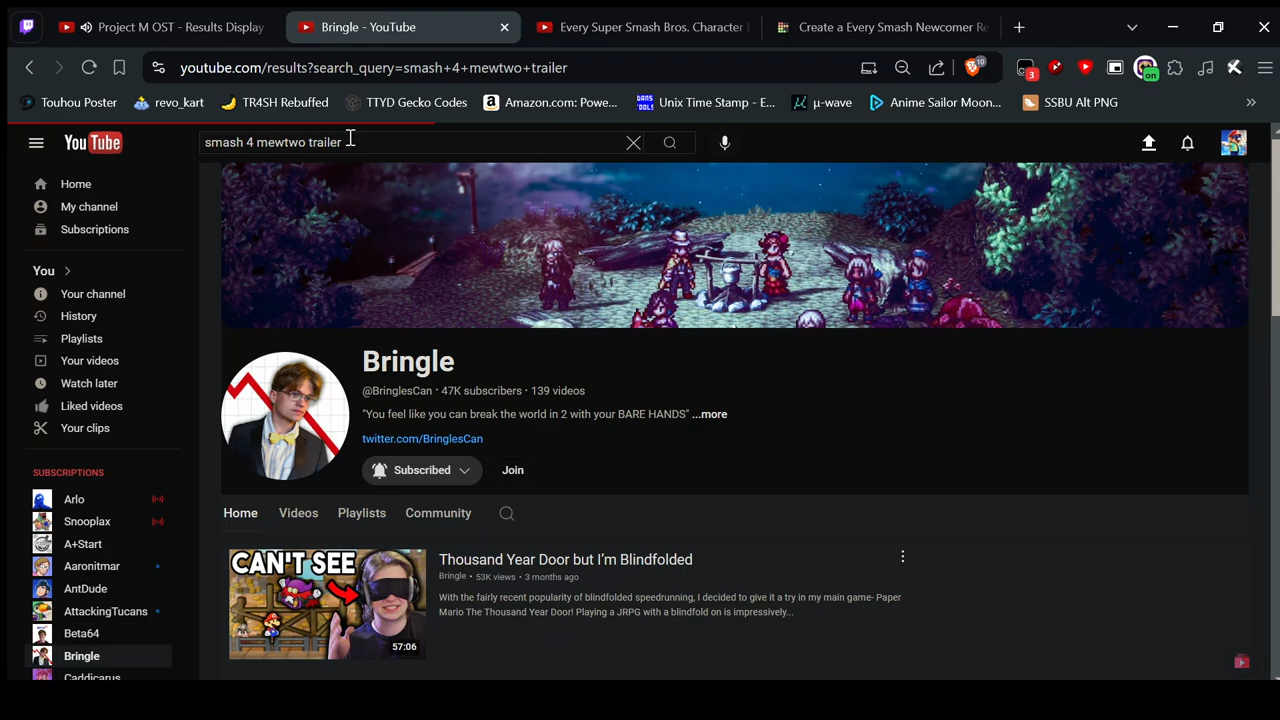 Project M OST - Results Display
Bringle - YouTube
Every Super Smash Bros. Character
Create a Every Smash Newcomer Re
youtube.com/results?search_query=smash+4+mewtwo+trailer
10
3
on
Touhou Poster
revo_kart
TR4SH Rebuffed
TTYD Gecko Codes
Amazon.com: Powe...
DAN'S TOOLS
Unix Time Stamp - E...
µ-wave
Anime Sailor Moon...
SSBU Alt PNG
YouTube
smash 4 mewtwo trailer
Home
My channel
Subscriptions
You
Your channel
History
Playlists
Your videos
Watch later
Liked videos
Your clips
SUBSCRIPTIONS
Arlo
Snooplax
A+Start
Aaronitmar
AntDude
AttackingTucans
Beta64
Bringle
Caddicarus
Bringle
@BringlesCan • 47K subscribers • 139 videos
"You feel like you can break the world in 2 with your BARE HANDS" ...more
twitter.com/BringlesCan
Subscribed
Join
Home
Videos
Playlists
Community
CAN'T SEE
57:06
Thousand Year Door but I'm Blindfolded
Bringle • 53K views • 3 months ago
With the fairly recent popularity of blindfolded speedrunning, I decided to give it a try in my main game- Paper
Mario The Thousand Year Door! Playing a JRPG with a blindfold on is impressively...